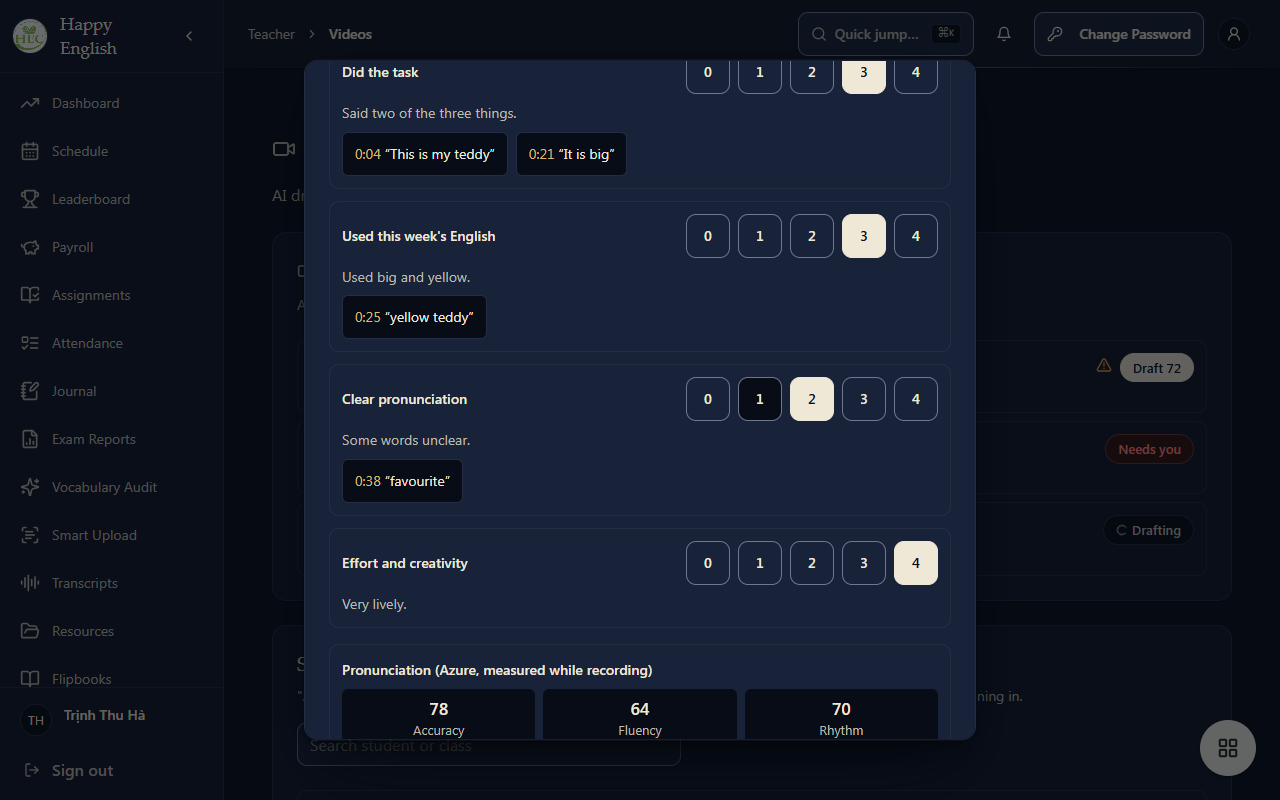 Happy
English
HEC
Teacher > Videos
Quick jump... ⌘K
Change Password
Dashboard
Schedule
Leaderboard
Payroll
Assignments
Attendance
Journal
Exam Reports
Vocabulary Audit
Smart Upload
Transcripts
Resources
Flipbooks
TH Trịnh Thu Hà
Sign out
AI dr
Did the task 0 1 2 3 4
Said two of the three things.
0:04 “This is my teddy” 0:21 “It is big”
Used this week's English 0 1 2 3 4
Used big and yellow.
0:25 “yellow teddy”
Clear pronunciation 0 1 2 3 4
Some words unclear.
0:38 “favourite”
Effort and creativity 0 1 2 3 4
Very lively.
Pronunciation (Azure, measured while recording)
78 64 70
Accuracy Fluency Rhythm
Draft 72
Needs you
Drafting
ning in.
Search student or class